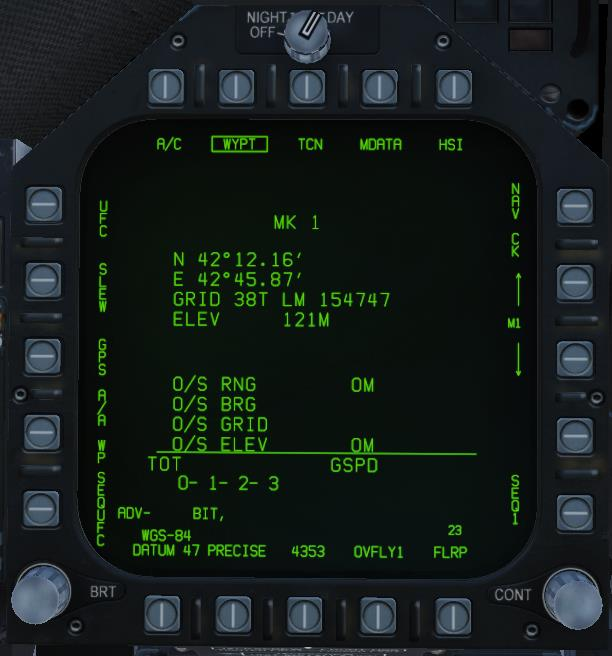 NIGHT DAY
OFF
A/C WYPT TCN MDATA HSI
UFC
NAV CK
MK 1
N 42°12.16′
E 42°45.87′
GRID 38T LM 154747
ELEV 121M
SLEW
M1
GPS
O/S RNG 0M
O/S BRG
O/S GRID
O/S ELEV 0M
A/A WP
TOT GSPD
0- 1- 2- 3
SEQUFC
SEQ1
ADV- BIT,
WGS-84 23
DATUM 47 PRECISE 4353 OVFLY1 FLRP
BRT CONT